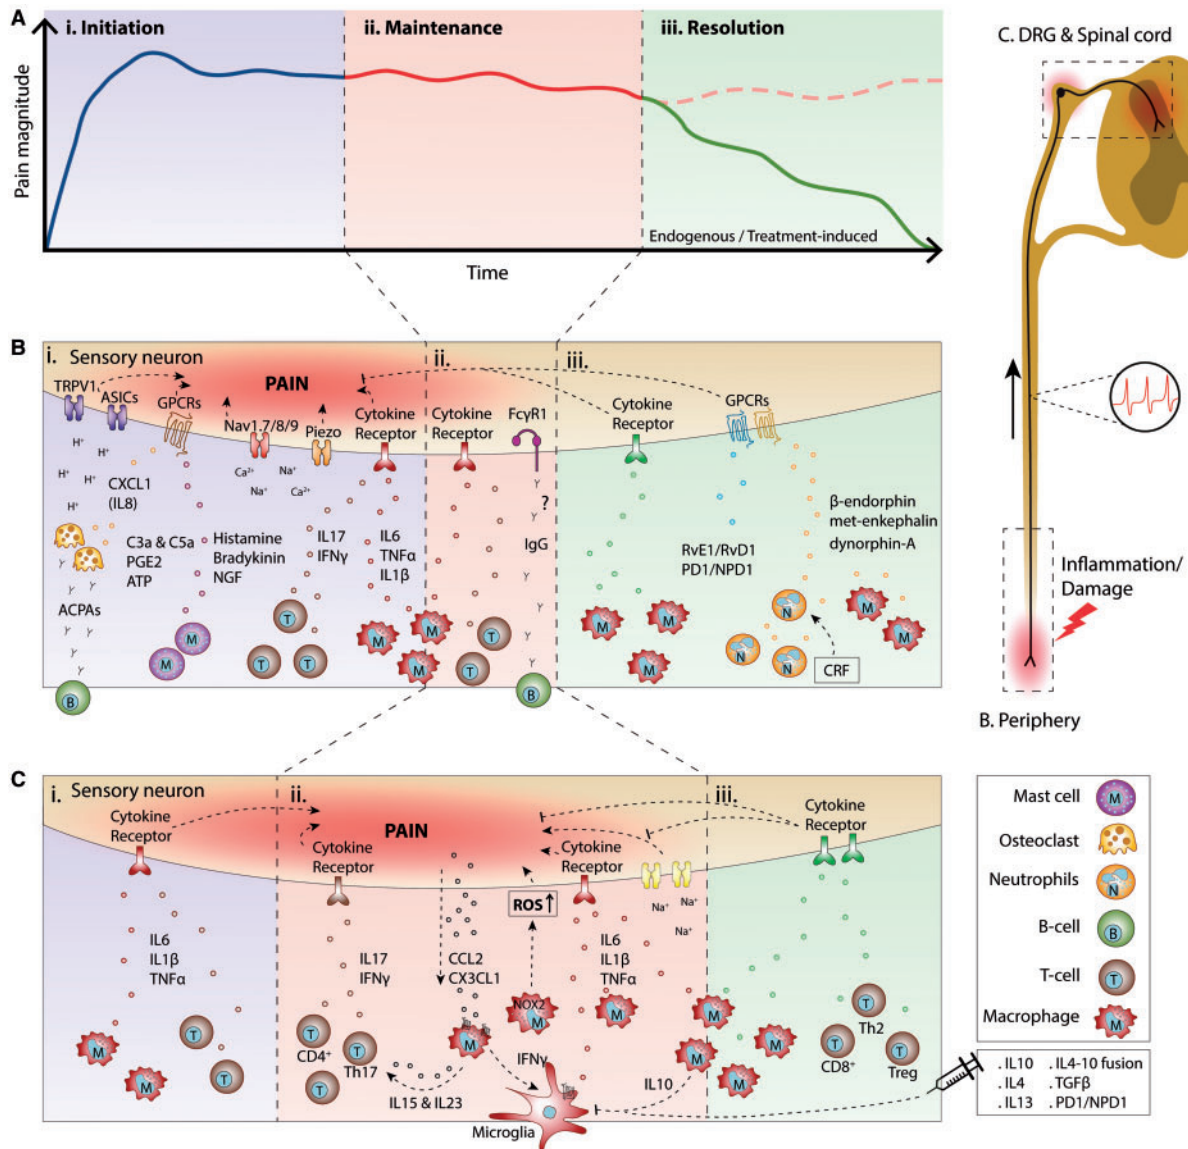 A
i. Initiation
ii. Maintenance
iii. Resolution
Pain magnitude
Endogenous / Treatment-induced
Time
C. DRG & Spinal cord
Inflammation/
Damage
B. Periphery
B
i.
Sensory neuron
ii.
iii.
TRPV1
ASICs
GPCRs
PAIN
Nav1.7/8/9
Piezo
Cytokine
Receptor
Cytokine
Receptor
FcγR1
Cytokine
Receptor
GPCRs
H⁺
H⁺
H⁺
H⁺
H⁺
Ca²⁺
Na⁺
Na⁺
Ca²⁺
CXCL1
(IL8)
C3a & C5a
PGE2
ATP
Histamine
Bradykinin
NGF
IL17
IFNγ
IL6
TNFα
IL1β
?
IgG
RvE1/RvD1
PD1/NPD1
β-endorphin
met-enkephalin
dynorphin-A
ACPAs
B
M
M
T
T
T
M
M
M
M
T
T
B
M
M
M
N
N
N
CRF
M
M
C
i.
Sensory neuron
ii.
iii.
Cytokine
Receptor
PAIN
Cytokine
Receptor
Cytokine
Receptor
Cytokine
Receptor
ROS↑
Na⁺
Na⁺
Na⁺
IL6
IL1β
TNFα
IL17
IFNγ
CCL2
CX3CL1
IL6
IL1β
TNFα
M
M
M
T
T
T
T
CD4⁺
T
Th17
T
M
NOX2
M
M
IFNγ
IL15 & IL23
IL10
Microglia
M
M
M
T
Th2
T
CD8⁺
T
Treg
Mast cell
M
Osteoclast
Neutrophils
N
B-cell
B
T-cell
T
Macrophage
M
. IL10
. IL4-10 fusion
. IL4
. TGFβ
. IL13
. PD1/NPD1